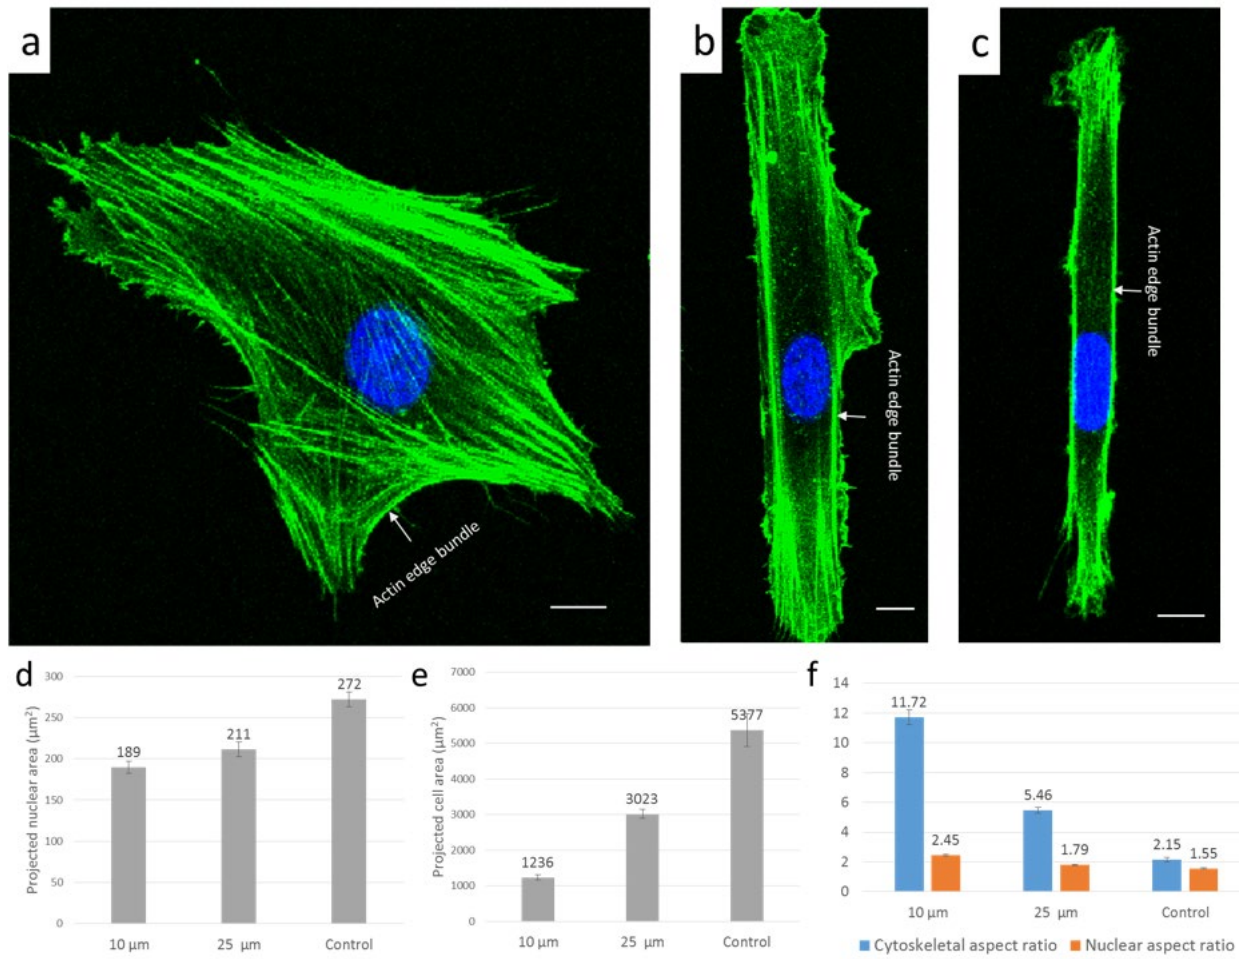 a
b
c
Actin edge bundle
Actin edge bundle
Actin edge bundle
d
Projected nuclear area (µm²)
300
250
200
150
100
50
0
189
211
272
10 µm
25 µm
Control
e
Projected cell area (µm²)
7000
6000
5000
4000
3000
2000
1000
0
1236
3023
5377
10 µm
25 µm
Control
f
14
12
10
8
6
4
2
0
11.72
2.45
5.46
1.79
2.15
1.55
10 µm
25 µm
Control
Cytoskeletal aspect ratio
Nuclear aspect ratio